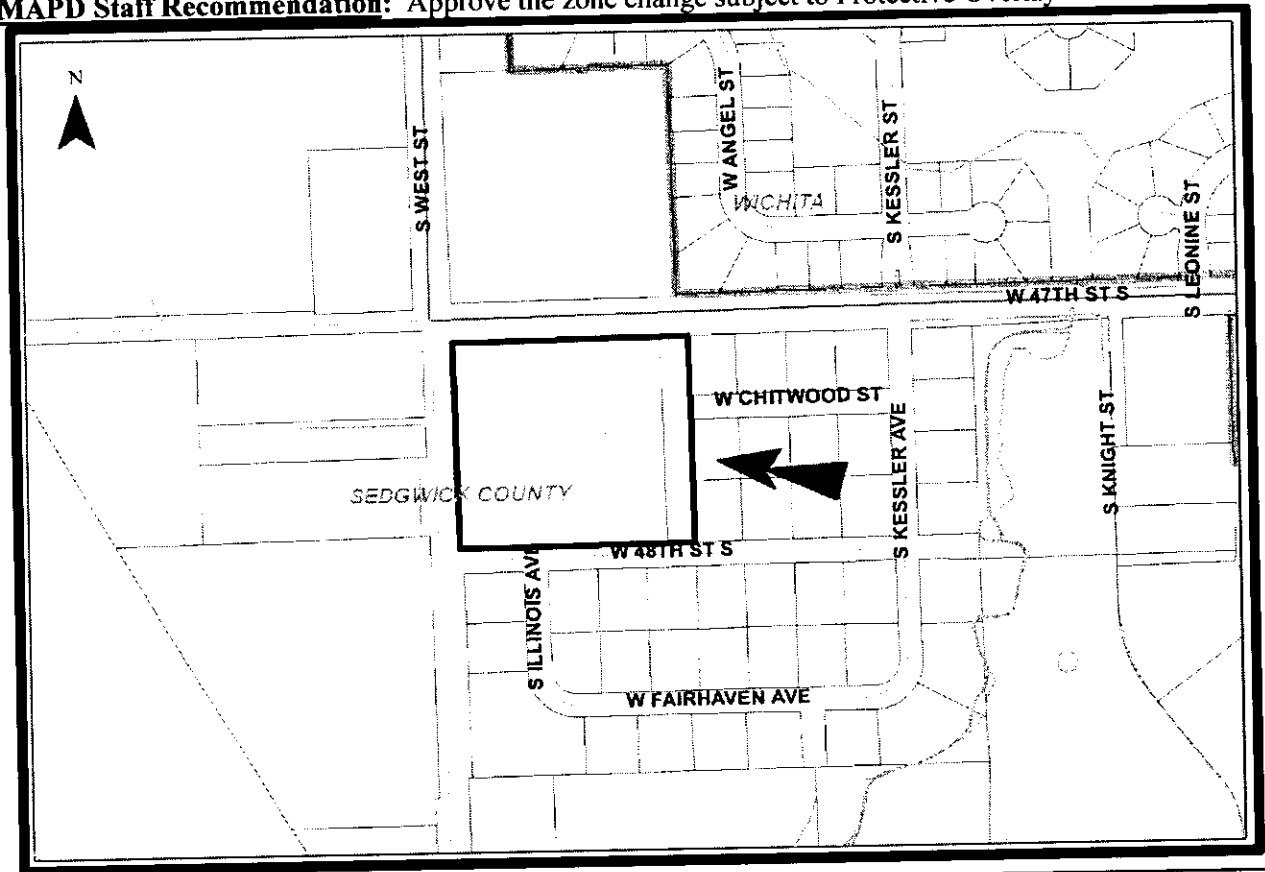 MAPD Staff Recommendation: Approve the zone change subject to Protective Overlay
N
S WEST ST
W ANGEL ST
S KESSLER ST
WICHITA
S LEONINE ST
W 47TH ST S
W CHITWOOD ST
S KESSLER AVE
S KNIGHT ST
SEDGWICK COUNTY
W 48TH ST S
S ILLINOIS AVE
W FAIRHAVEN AVE